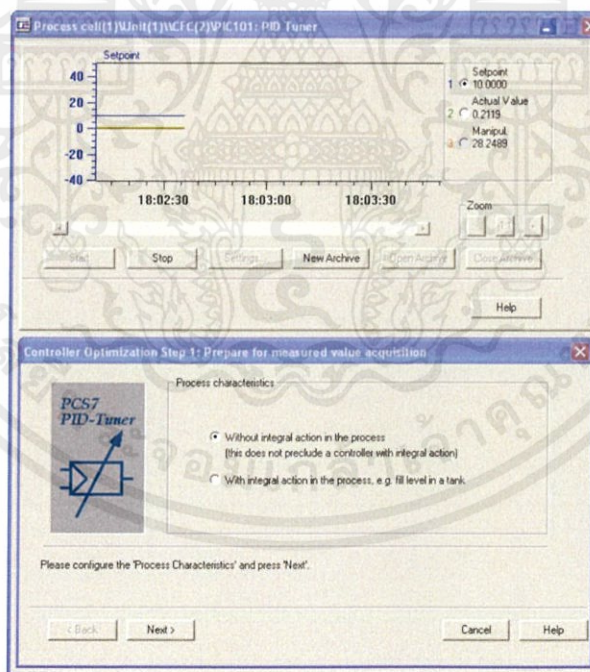 Process cell(1)\Unit(1)\\CFC(2)\PIC101: PID Tuner
Setpoint
40
20
0
-20
-40
18:02:30
18:03:00
18:03:30
Setpoint
1 10.0000
Actual Value
2 0.2119
Manipul.
3 28.2489
Zoom
Start
Stop
Settings...
New Archive
Open Archive
Close Archive
Help
Controller Optimization Step 1: Prepare for measured value acquisition
PCS7
PID-Tuner
Process characteristics
Without integral action in the process
(this does not preclude a controller with integral action)
With integral action in the process, e.g. fill level in a tank
Please configure the 'Process Characteristics' and press 'Next'.
< Back
Next >
Cancel
Help